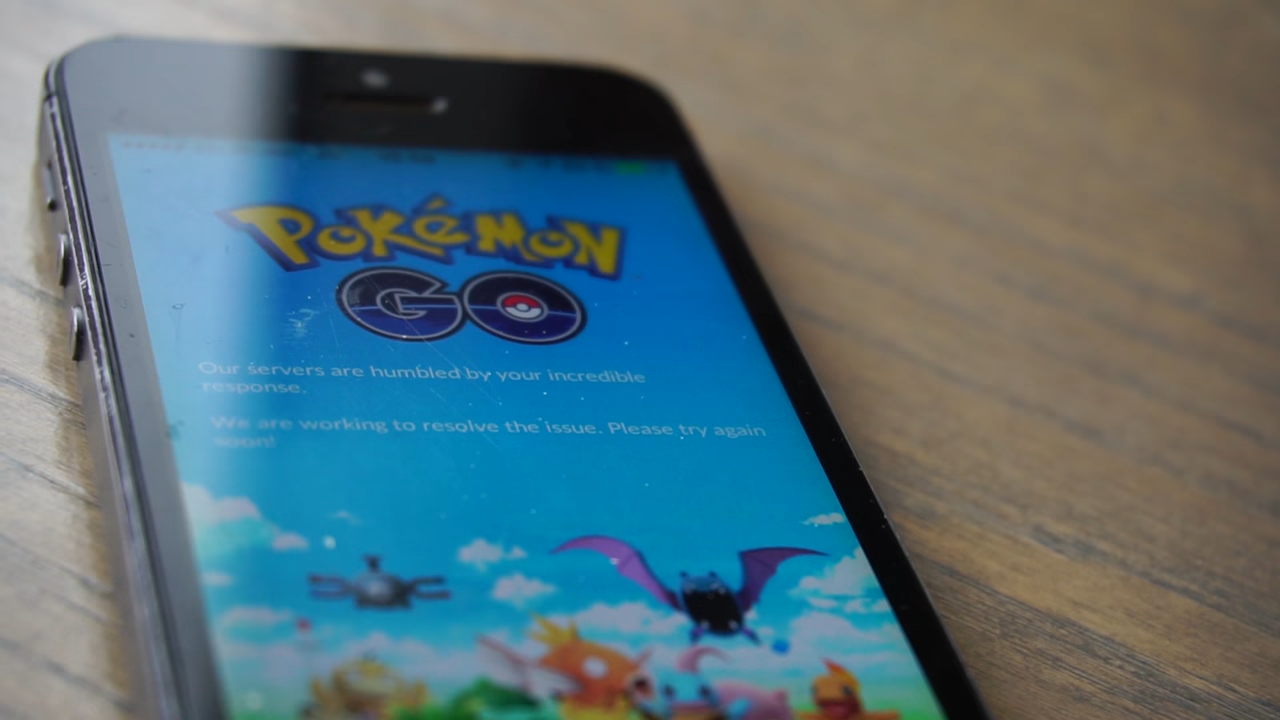 POKéMON
GO
Our servers are humbled by your incredible
response.
We are working to resolve the issue. Please try again
soon!